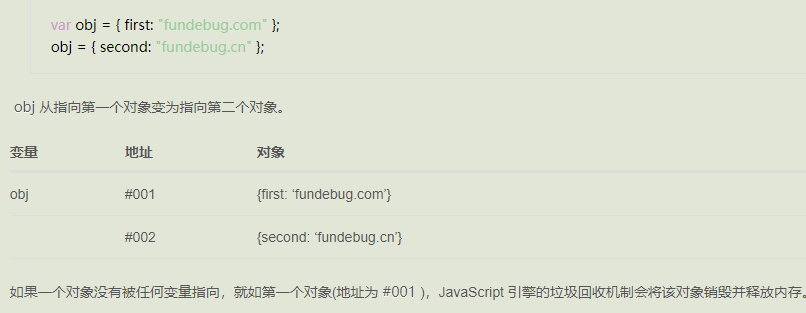 var obj = { first: "fundebug.com" };
obj = { second: "fundebug.cn" };
obj 从指向第一个对象变为指向第二个对象。
变量 地址 对象
obj #001 {first: ‘fundebug.com’}
#002 {second: ‘fundebug.cn’}
如果一个对象没有被任何变量指向，就如第一个对象(地址为 #001 )，JavaScript 引擎的垃圾回收机制会将该对象销毁并释放内存。